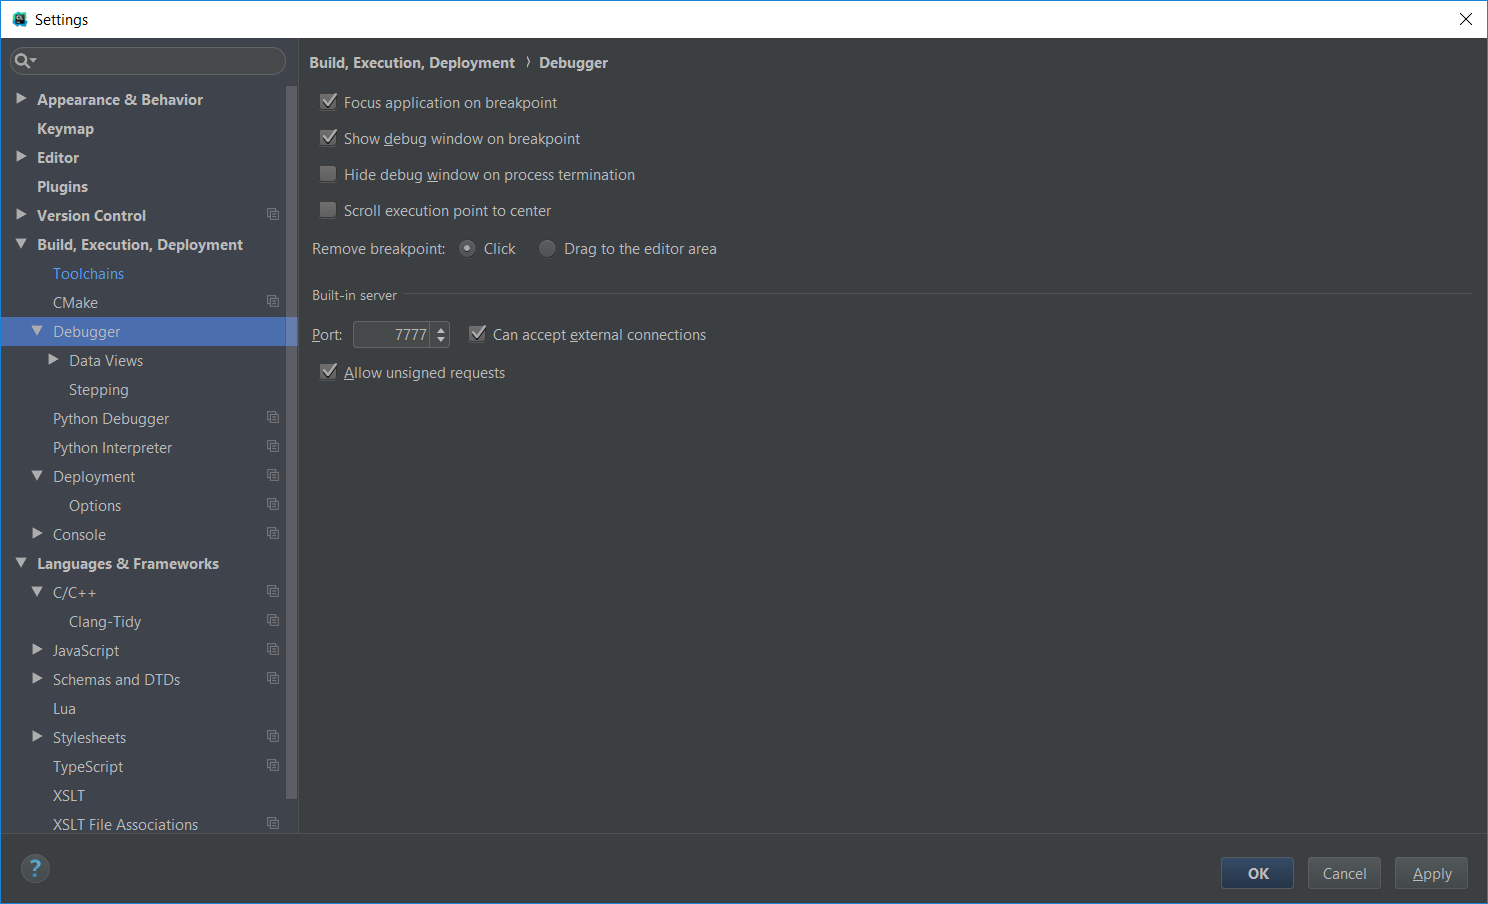 Settings
Appearance & Behavior
Keymap
Editor
Plugins
Version Control
Build, Execution, Deployment
Toolchains
CMake
Debugger
Data Views
Stepping
Python Debugger
Python Interpreter
Deployment
Options
Console
Languages & Frameworks
C/C++
Clang-Tidy
JavaScript
Schemas and DTDs
Lua
Stylesheets
TypeScript
XSLT
XSLT File Associations
Build, Execution, Deployment › Debugger
Focus application on breakpoint
Show debug window on breakpoint
Hide debug window on process termination
Scroll execution point to center
Remove breakpoint: Click Drag to the editor area
Built-in server
Port: 7777 Can accept external connections
Allow unsigned requests
? OK Cancel Apply